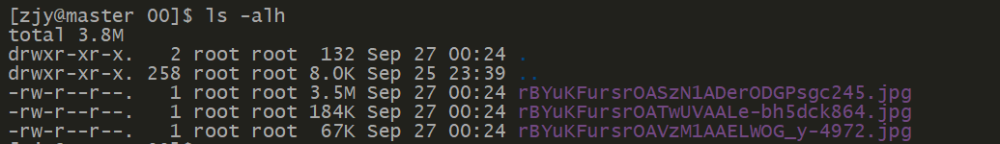 [zjy@master 00]$ ls -alh
total 3.8M
drwxr-xr-x.   2 root root  132 Sep 27 00:24 .
drwxr-xr-x. 258 root root 8.0K Sep 25 23:39 ..
-rw-r--r--.   1 root root 3.5M Sep 27 00:24 rBYuKFursrOASzN1ADerODGPsgc245.jpg
-rw-r--r--.   1 root root 184K Sep 27 00:24 rBYuKFursrOATwUVAALe-bh5dck864.jpg
-rw-r--r--.   1 root root  67K Sep 27 00:24 rBYuKFursrOAVzM1AAELWOG_y-4972.jpg